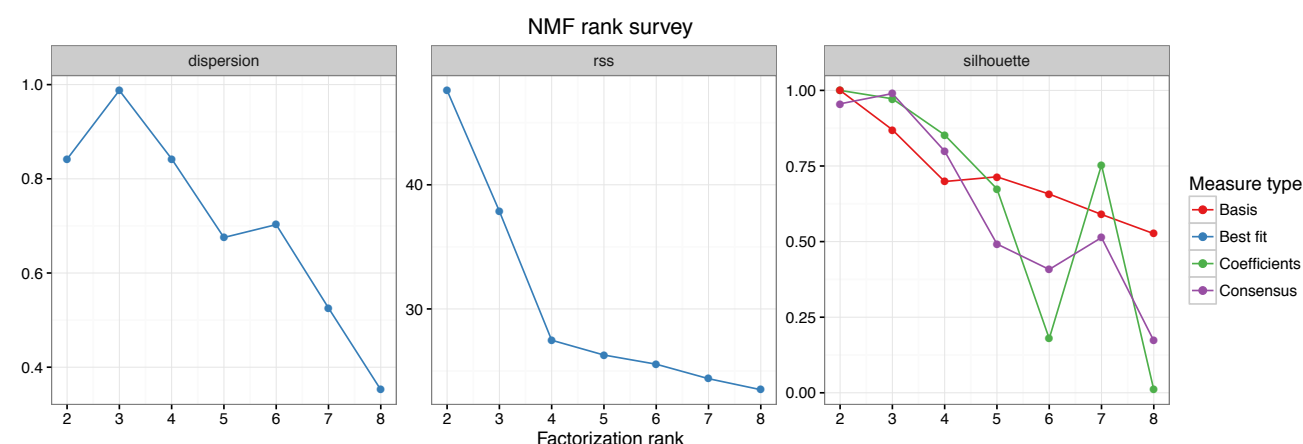 NMF rank survey
dispersion
rss
silhouette
1.0
0.8
0.6
0.4
2 3 4 5 6 7 8
40
30
2 3 4 5 6 7 8
1.00
0.75
0.50
0.25
0.00
2 3 4 5 6 7 8
Factorization rank
Measure type
Basis
Best fit
Coefficients
Consensus